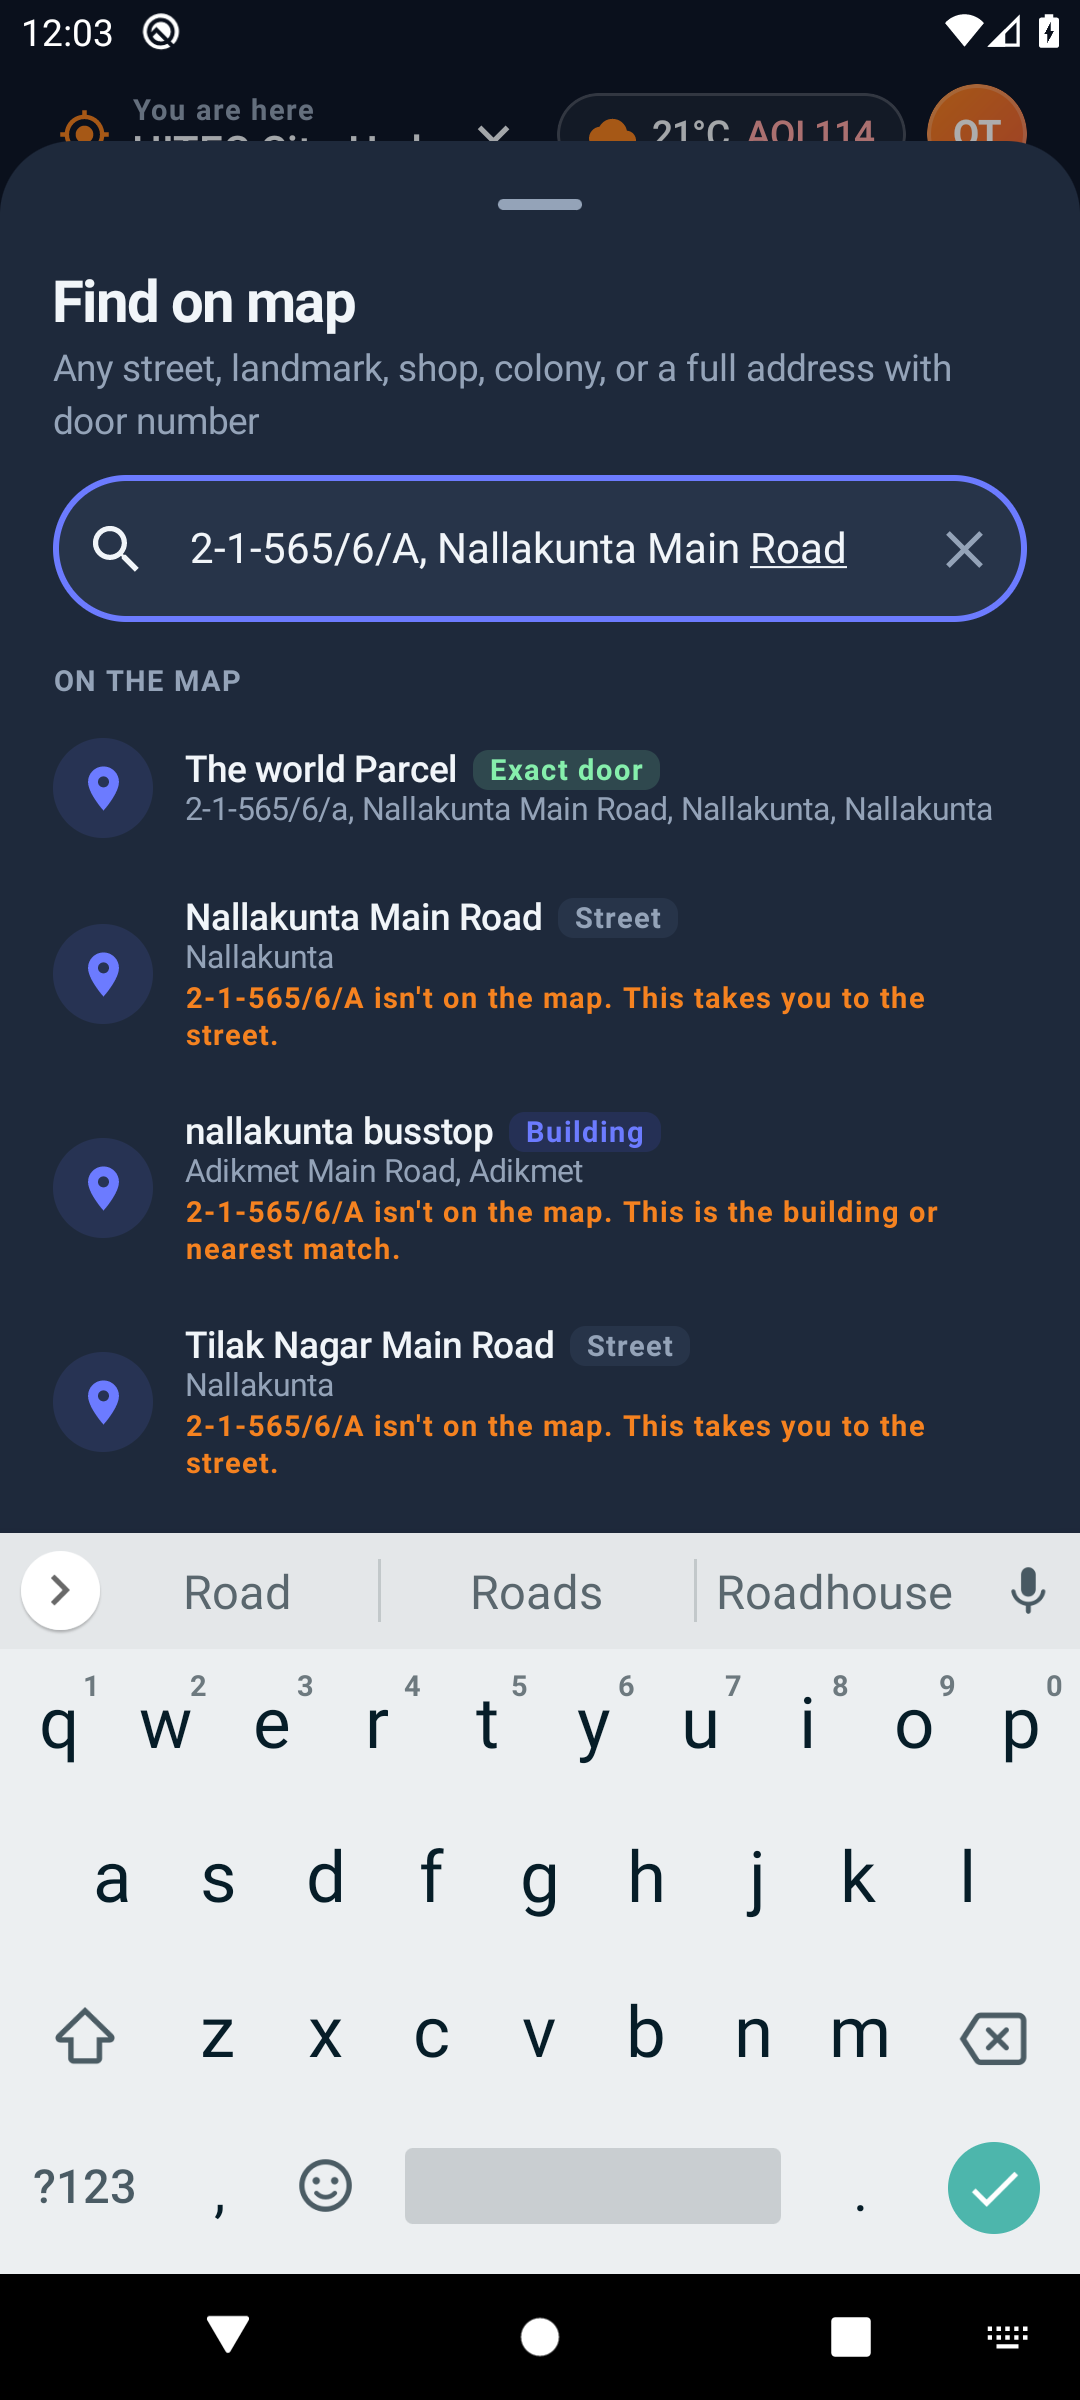 12:03
You are here
21°C AQI 114
OT
Find on map
Any street, landmark, shop, colony, or a full address with
door number
2-1-565/6/A, Nallakunta Main Road
ON THE MAP
The world Parcel Exact door
2-1-565/6/a, Nallakunta Main Road, Nallakunta, Nallakunta
Nallakunta Main Road Street
Nallakunta
2-1-565/6/A isn't on the map. This takes you to the
street.
nallakunta busstop Building
Adikmet Main Road, Adikmet
2-1-565/6/A isn't on the map. This is the building or
nearest match.
Tilak Nagar Main Road Street
Nallakunta
2-1-565/6/A isn't on the map. This takes you to the
street.
Road Roads Roadhouse
1 2 3 4 5 6 7 8 9 0
q w e r t y u i o p
a s d f g h j k l
z x c v b n m
?123 , .